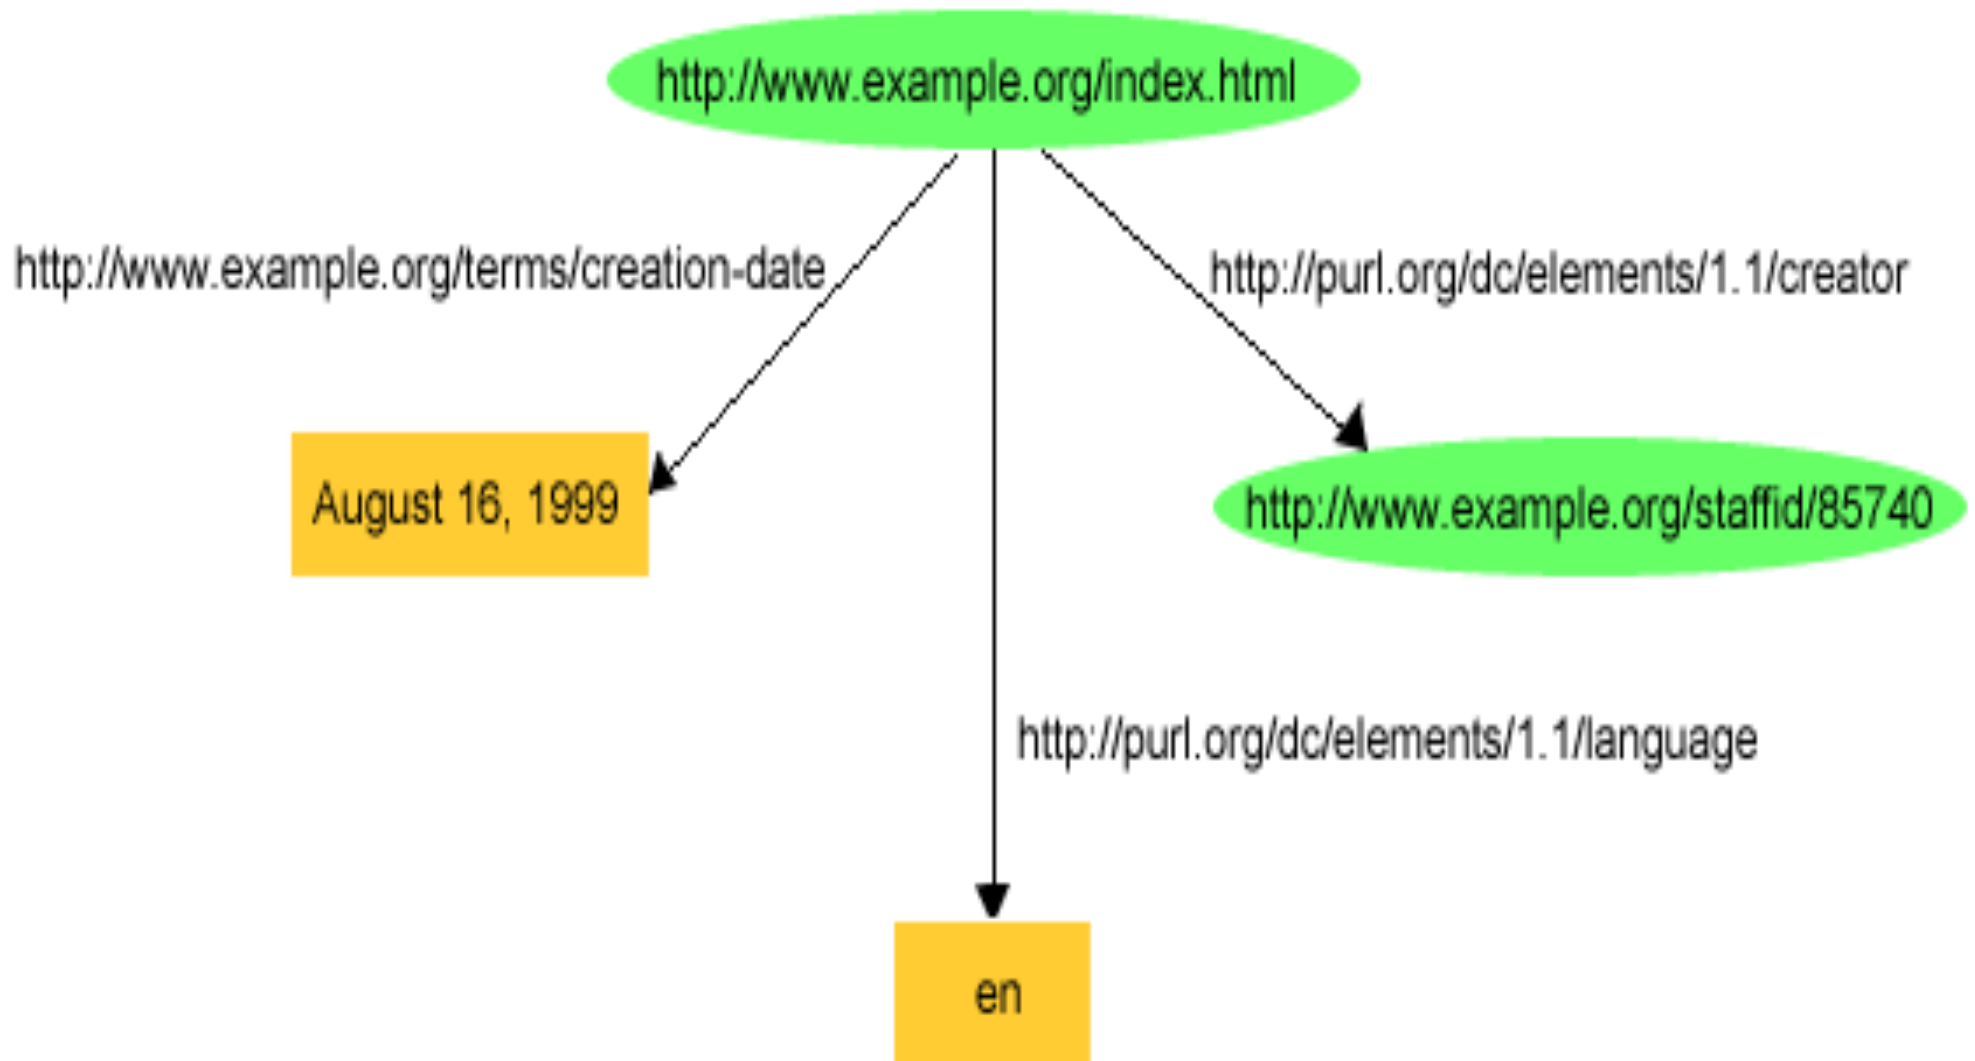 http://www.example.org/index.html
http://www.example.org/terms/creation-date
http://purl.org/dc/elements/1.1/creator
August 16, 1999
http://www.example.org/staffid/85740
http://purl.org/dc/elements/1.1/language
en